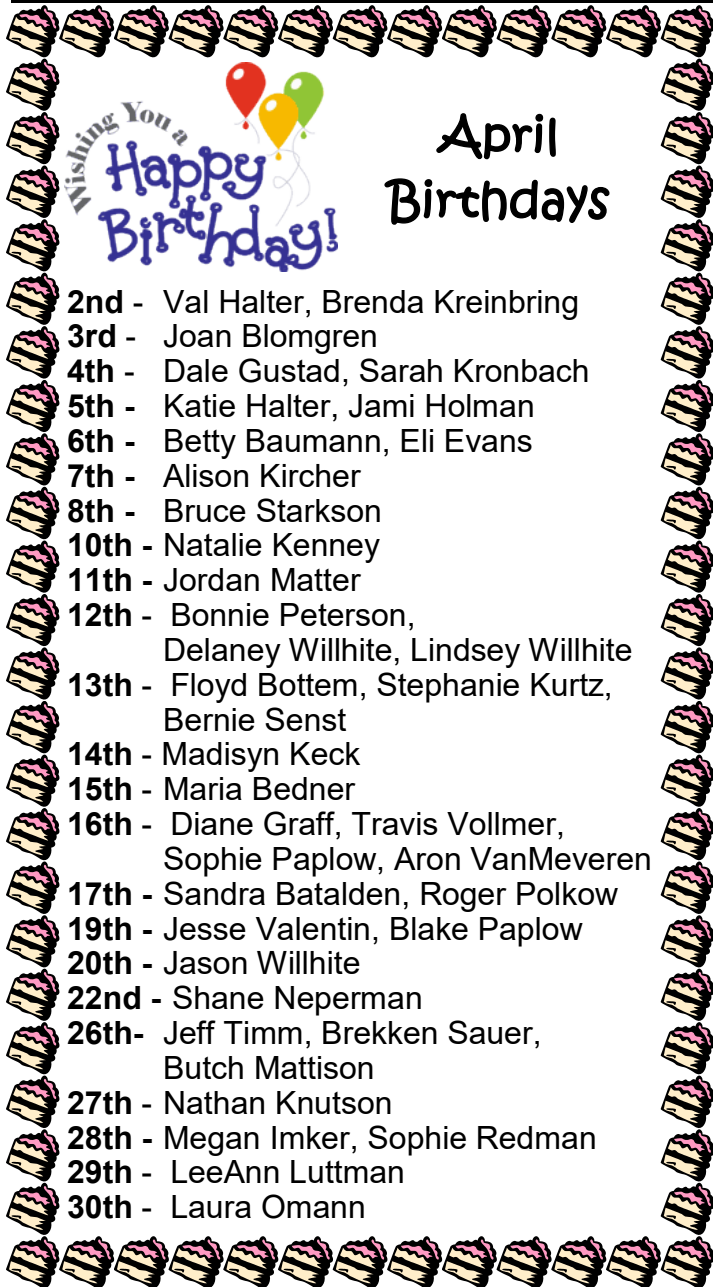 Wishing You a
Happy
Birthday!
April
Birthdays
2nd - Val Halter, Brenda Kreinbring
3rd - Joan Blomgren
4th - Dale Gustad, Sarah Kronbach
5th - Katie Halter, Jami Holman
6th - Betty Baumann, Eli Evans
7th - Alison Kircher
8th - Bruce Starkson
10th - Natalie Kenney
11th - Jordan Matter
12th - Bonnie Peterson,
Delaney Willhite, Lindsey Willhite
13th - Floyd Bottem, Stephanie Kurtz,
Bernie Senst
14th - Madisyn Keck
15th - Maria Bedner
16th - Diane Graff, Travis Vollmer,
Sophie Paplow, Aron VanMeveren
17th - Sandra Batalden, Roger Polkow
19th - Jesse Valentin, Blake Paplow
20th - Jason Willhite
22nd - Shane Neperman
26th- Jeff Timm, Brekken Sauer,
Butch Mattison
27th - Nathan Knutson
28th - Megan Imker, Sophie Redman
29th - LeeAnn Luttman
30th - Laura Omann